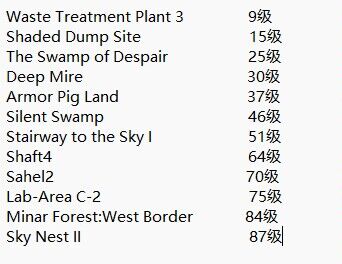 Waste Treatment Plant 3 9级
Shaded Dump Site 15级
The Swamp of Despair 25级
Deep Mire 30级
Armor Pig Land 37级
Silent Swamp 46级
Stairway to the Sky I 51级
Shaft4 64级
Sahel2 70级
Lab-Area C-2 75级
Minar Forest:West Border 84级
Sky Nest II 87级